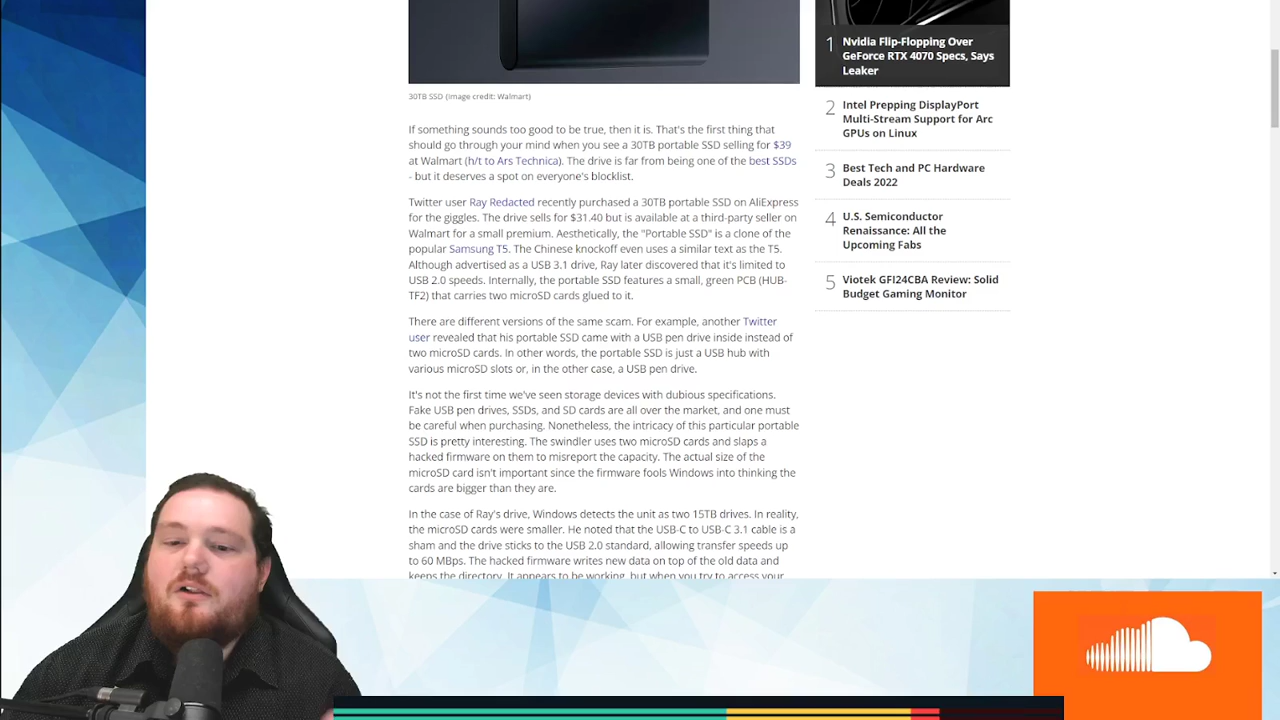 30TB SSD (Image credit: Walmart)
If something sounds too good to be true, then it is. That's the first thing that
should go through your mind when you see a 30TB portable SSD selling for $39
at Walmart (h/t to Ars Technica). The drive is far from being one of the best SSDs
- but it deserves a spot on everyone's blocklist.
Twitter user Ray Redacted recently purchased a 30TB portable SSD on AliExpress
for the giggles. The drive sells for $31.40 but is available at a third-party seller on
Walmart for a small premium. Aesthetically, the "Portable SSD" is a clone of the
popular Samsung T5. The Chinese knockoff even uses a similar text as the T5.
Although advertised as a USB 3.1 drive, Ray later discovered that it's limited to
USB 2.0 speeds. Internally, the portable SSD features a small, green PCB (HUB-
TF2) that carries two microSD cards glued to it.
There are different versions of the same scam. For example, another Twitter
user revealed that his portable SSD came with a USB pen drive inside instead of
two microSD cards. In other words, the portable SSD is just a USB hub with
various microSD slots or, in the other case, a USB pen drive.
It's not the first time we've seen storage devices with dubious specifications.
Fake USB pen drives, SSDs, and SD cards are all over the market, and one must
be careful when purchasing. Nonetheless, the intricacy of this particular portable
SSD is pretty interesting. The swindler uses two microSD cards and slaps a
hacked firmware on them to misreport the capacity. The actual size of the
microSD card isn't important since the firmware fools Windows into thinking the
cards are bigger than they are.
In the case of Ray's drive, Windows detects the unit as two 15TB drives. In reality,
the microSD cards were smaller. He noted that the USB-C to USB-C 3.1 cable is a
sham and the drive sticks to the USB 2.0 standard, allowing transfer speeds up
to 60 MBps. The hacked firmware writes new data on top of the old data and
keeps the directory. It appears to be working, but when you try to access your
1 Nvidia Flip-Flopping Over
GeForce RTX 4070 Specs, Says
Leaker
2 Intel Prepping DisplayPort
Multi-Stream Support for Arc
GPUs on Linux
3 Best Tech and PC Hardware
Deals 2022
4 U.S. Semiconductor
Renaissance: All the
Upcoming Fabs
5 Viotek GFI24CBA Review: Solid
Budget Gaming Monitor